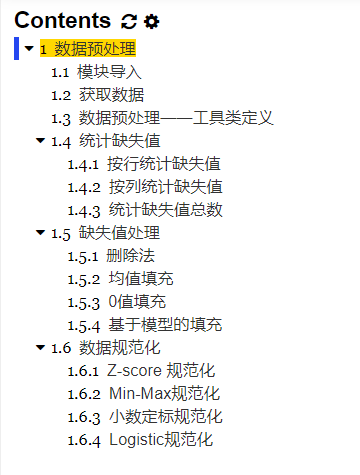 Contents
1 数据预处理
1.1 模块导入
1.2 获取数据
1.3 数据预处理——工具类定义
1.4 统计缺失值
1.4.1 按行统计缺失值
1.4.2 按列统计缺失值
1.4.3 统计缺失值总数
1.5 缺失值处理
1.5.1 删除法
1.5.2 均值填充
1.5.3 0值填充
1.5.4 基于模型的填充
1.6 数据规范化
1.6.1 Z-score 规范化
1.6.2 Min-Max规范化
1.6.3 小数定标规范化
1.6.4 Logistic规范化